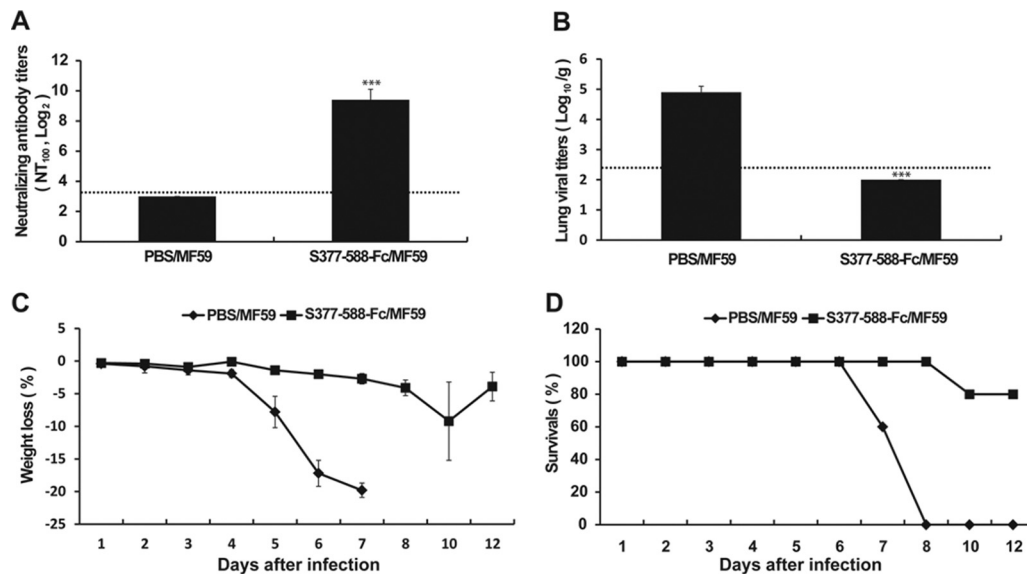 A
Neutralizing antibody titers
( NT100 , Log2 )
14
12
10
8
6
4
2
0
***
PBS/MF59
S377-588-Fc/MF59
B
Lung viral titers ( Log10 /g )
6
5
4
3
2
1
0
***
PBS/MF59
S377-588-Fc/MF59
C
PBS/MF59
S377-588-Fc/MF59
Weight loss ( % )
5
0
-5
-10
-15
-20
-25
1 2 3 4 5 6 7 8 10 12
Days after infection
D
PBS/MF59
S377-588-Fc/MF59
Survivals ( % )
120
100
80
60
40
20
0
1 2 3 4 5 6 7 8 10 12
Days after infection